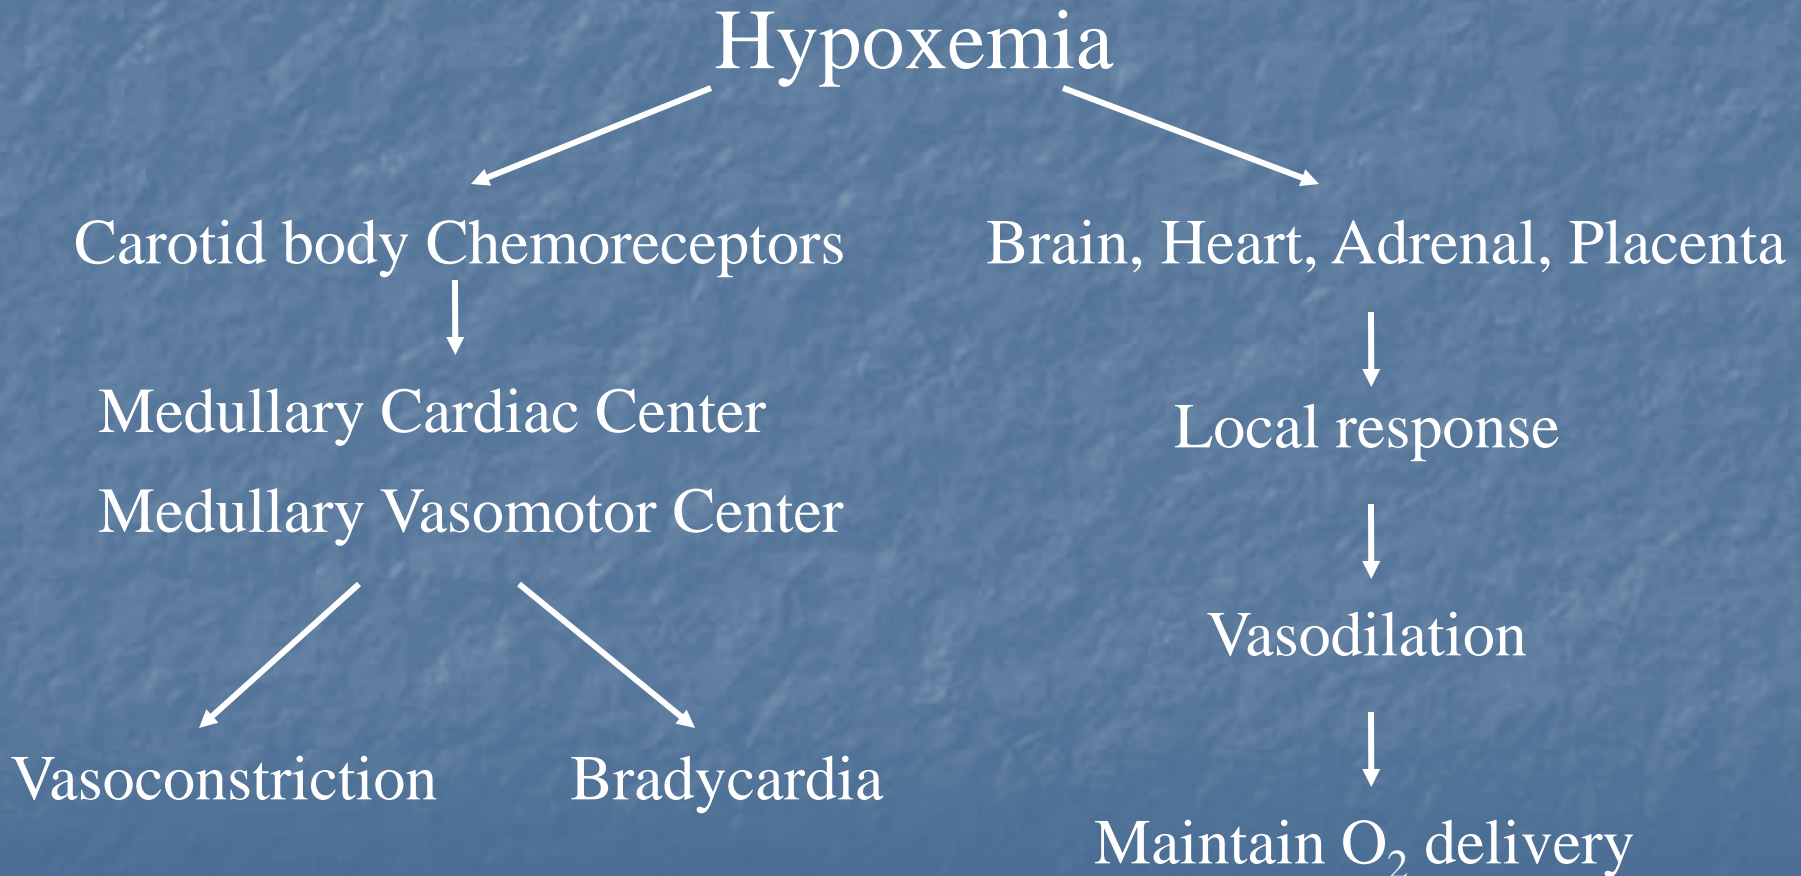 Hypoxemia
Carotid body Chemoreceptors
Brain, Heart, Adrenal, Placenta
Medullary Cardiac Center
Local response
Medullary Vasomotor Center
Vasodilation
Vasoconstriction
Bradycardia
Maintain O₂ delivery